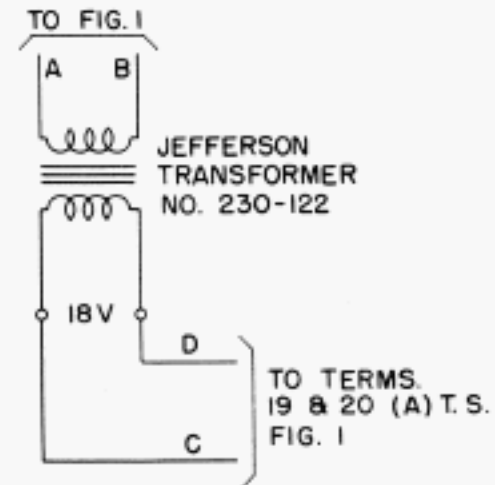 TO FIG. 1
A B
JEFFERSON
TRANSFORMER
NO. 230-122
18V
D
TO TERMS.
19 & 20 (A) T. S.
FIG. 1
C